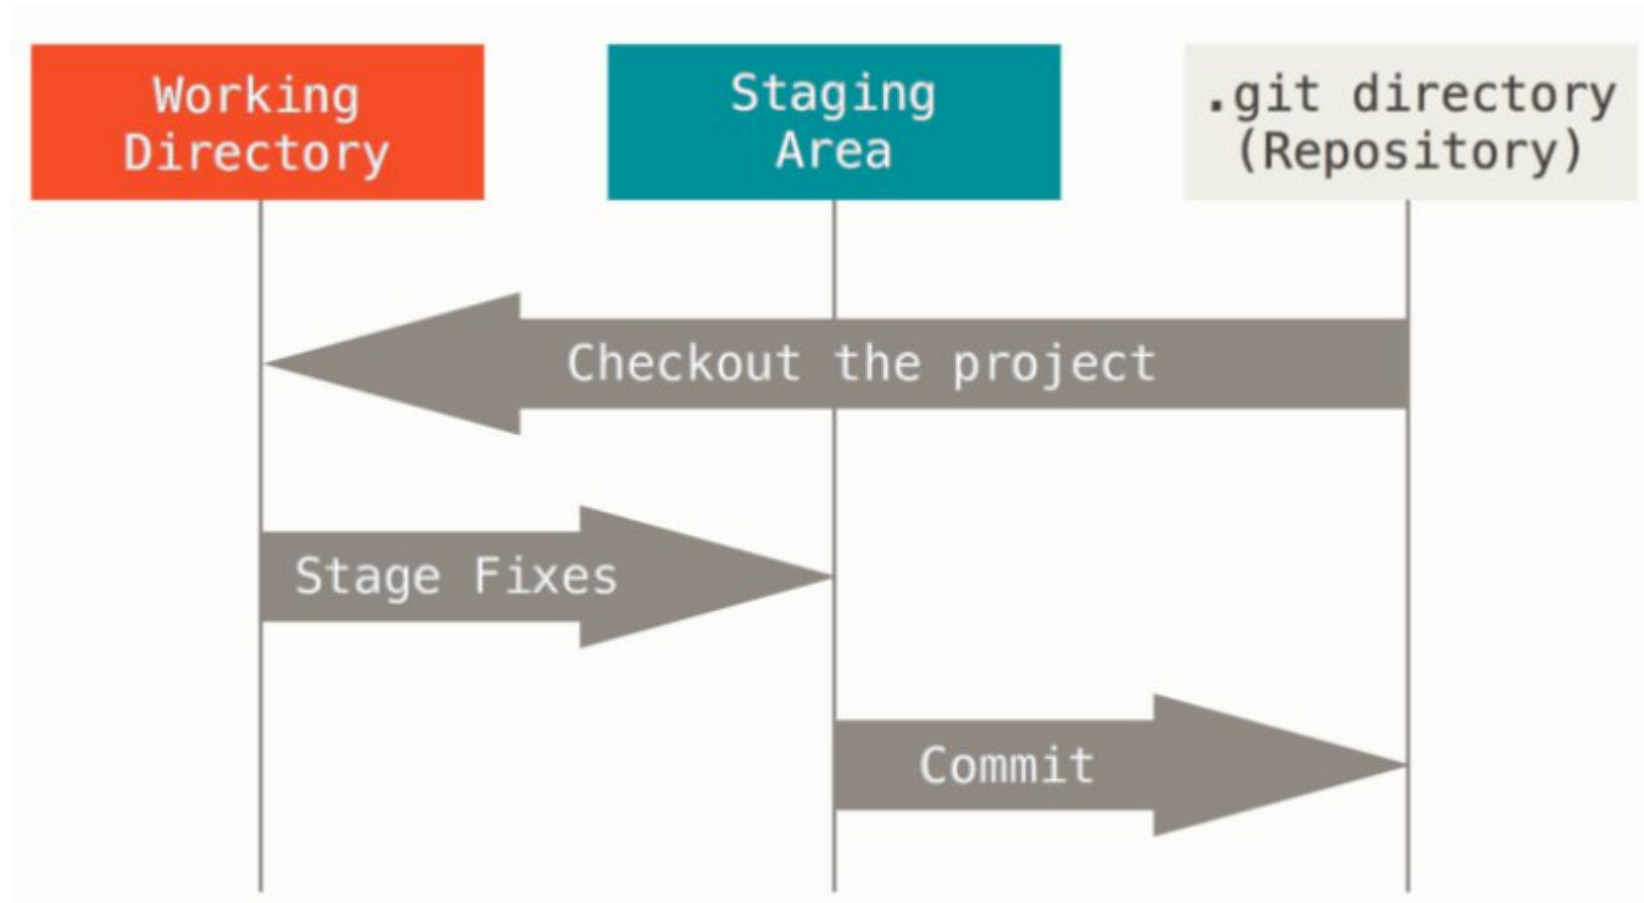 Working
Directory
Staging
Area
.git directory
(Repository)
Checkout the project
Stage Fixes
Commit